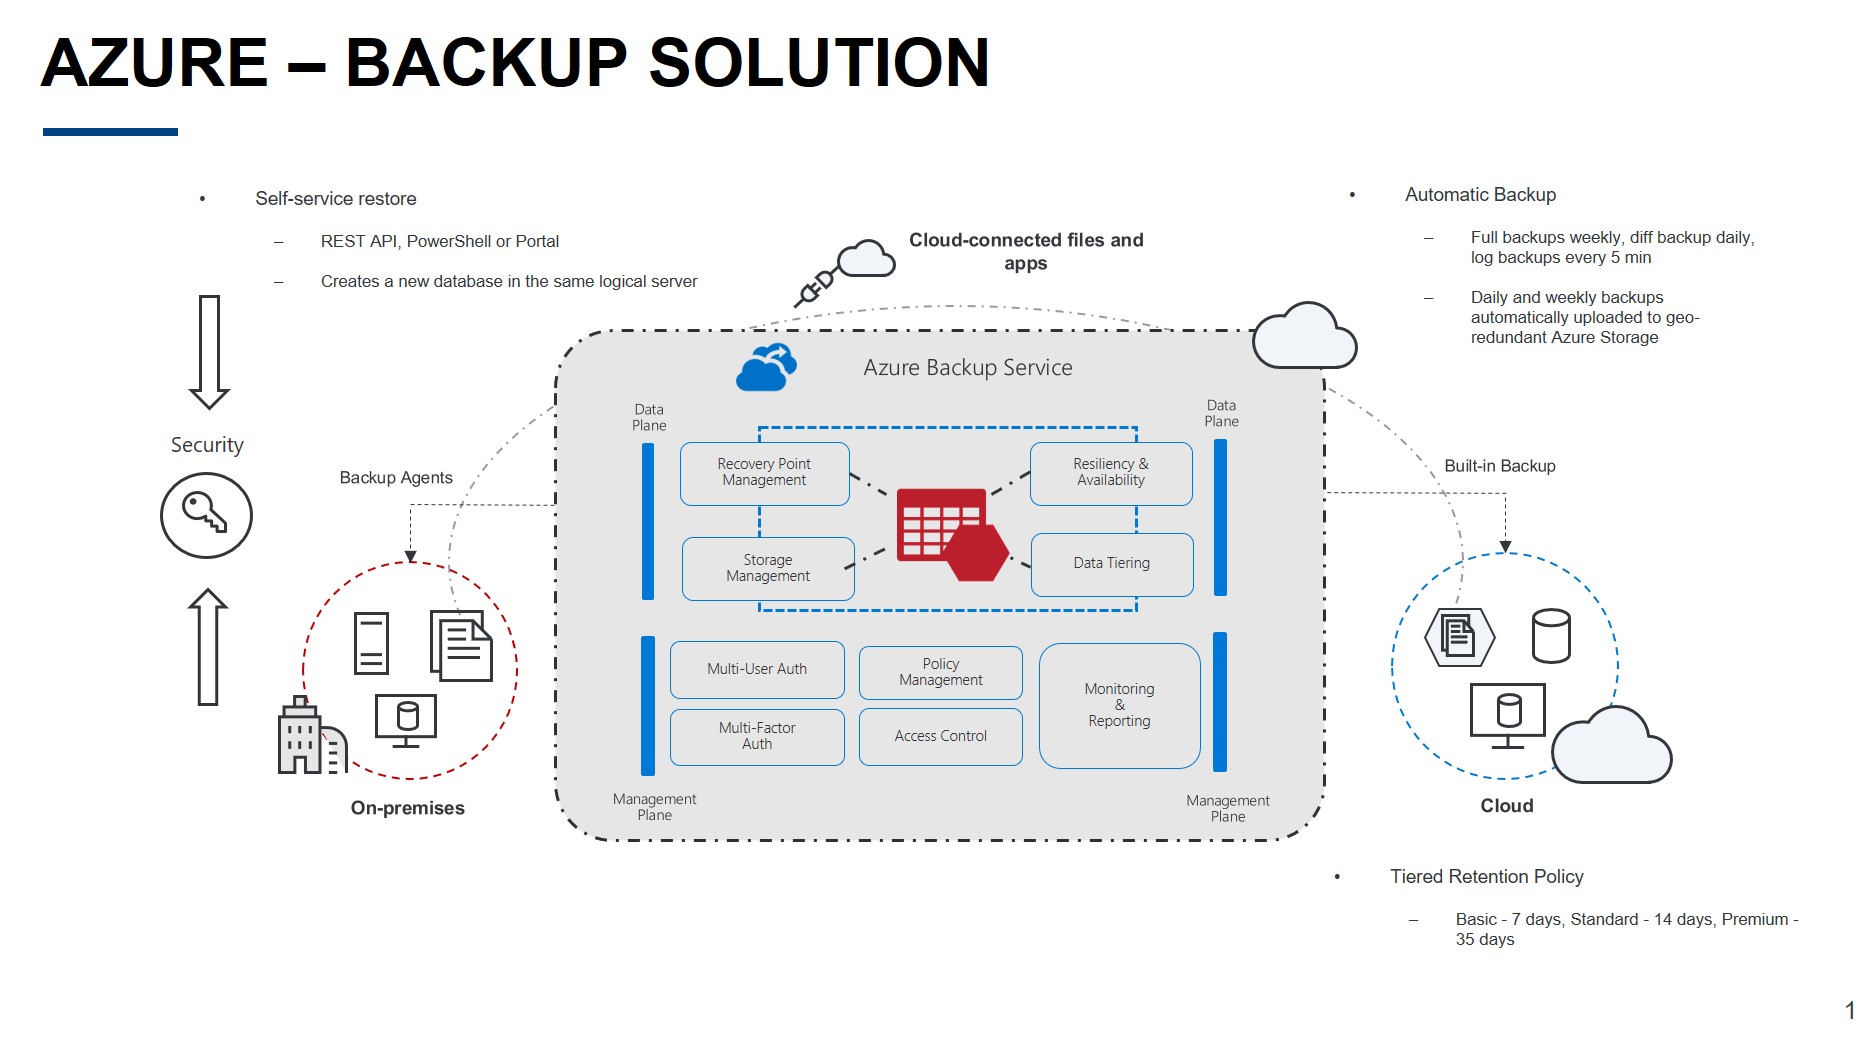 AZURE – BACKUP SOLUTION
• Self-service restore
– REST API, PowerShell or Portal
– Creates a new database in the same logical server
• Automatic Backup
– Full backups weekly, diff backup daily,
log backups every 5 min
– Daily and weekly backups
automatically uploaded to geo-
redundant Azure Storage
Cloud-connected files and
apps
Security
Backup Agents
On-premises
Azure Backup Service
Data
Plane
Data
Plane
Recovery Point
Management
Resiliency &
Availability
Storage
Management
Data Tiering
Multi-User Auth
Policy
Management
Monitoring
&
Reporting
Multi-Factor
Auth
Access Control
Management
Plane
Management
Plane
Built-in Backup
Cloud
• Tiered Retention Policy
– Basic - 7 days, Standard - 14 days, Premium -
35 days
1